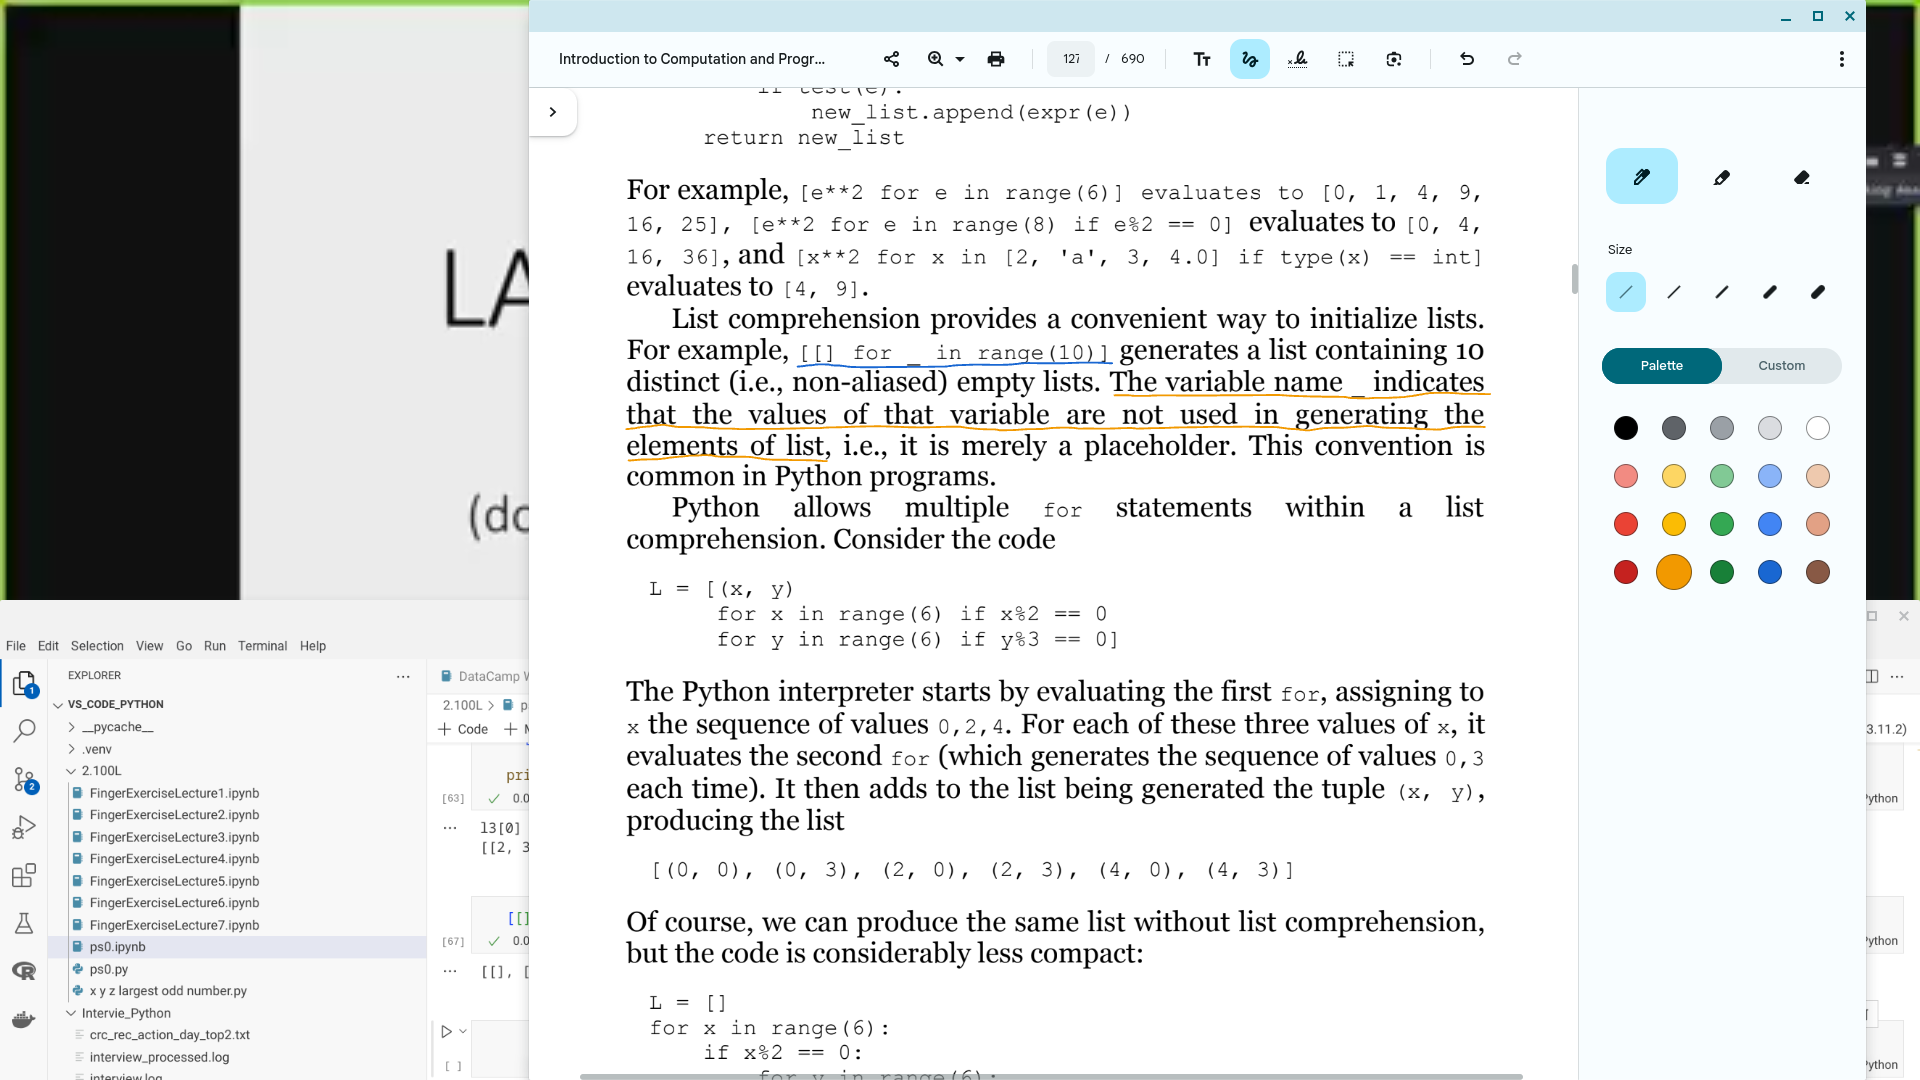 Introduction to Computation and Progr...
127 / 690
new_list.append(expr(e))
return new_list
For example, [e**2 for e in range(6)] evaluates to [0, 1, 4, 9,
16, 25], [e**2 for e in range(8) if e%2 == 0] evaluates to [0, 4,
16, 36], and [x**2 for x in [2, 'a', 3, 4.0] if type(x) == int]
evaluates to [4, 9].
List comprehension provides a convenient way to initialize lists.
For example, [[] for _ in range(10)] generates a list containing 10
distinct (i.e., non-aliased) empty lists. The variable name _ indicates
that the values of that variable are not used in generating the
elements of list, i.e., it is merely a placeholder. This convention is
common in Python programs.
Python allows multiple for statements within a list
comprehension. Consider the code
L = [(x, y)
for x in range(6) if x%2 == 0
for y in range(6) if y%3 == 0]
The Python interpreter starts by evaluating the first for, assigning to
x the sequence of values 0,2,4. For each of these three values of x, it
evaluates the second for (which generates the sequence of values 0,3
each time). It then adds to the list being generated the tuple (x, y),
producing the list
[(0, 0), (0, 3), (2, 0), (2, 3), (4, 0), (4, 3)]
Of course, we can produce the same list without list comprehension,
but the code is considerably less compact:
L = []
for x in range(6):
if x%2 == 0:
for y in range(6):
Size
Palette
Custom
LA
(do
File Edit Selection View Go Run Terminal Help
EXPLORER
VS_CODE_PYTHON
__pycache__
.venv
2.100L
FingerExerciseLecture1.ipynb
FingerExerciseLecture2.ipynb
FingerExerciseLecture3.ipynb
FingerExerciseLecture4.ipynb
FingerExerciseLecture5.ipynb
FingerExerciseLecture6.ipynb
FingerExerciseLecture7.ipynb
ps0.ipynb
ps0.py
x y z largest odd number.py
Intervie_Python
crc_rec_action_day_top2.txt
interview_processed.log
interview.log
1
2
DataCamp W
2.100L > p
+ Code + M
pri
[63] 0.0
l3[0]
[[2, 3
[[]
[67] 0.0
[[], [
[ ]
3.11.2)
ython
ython
ython